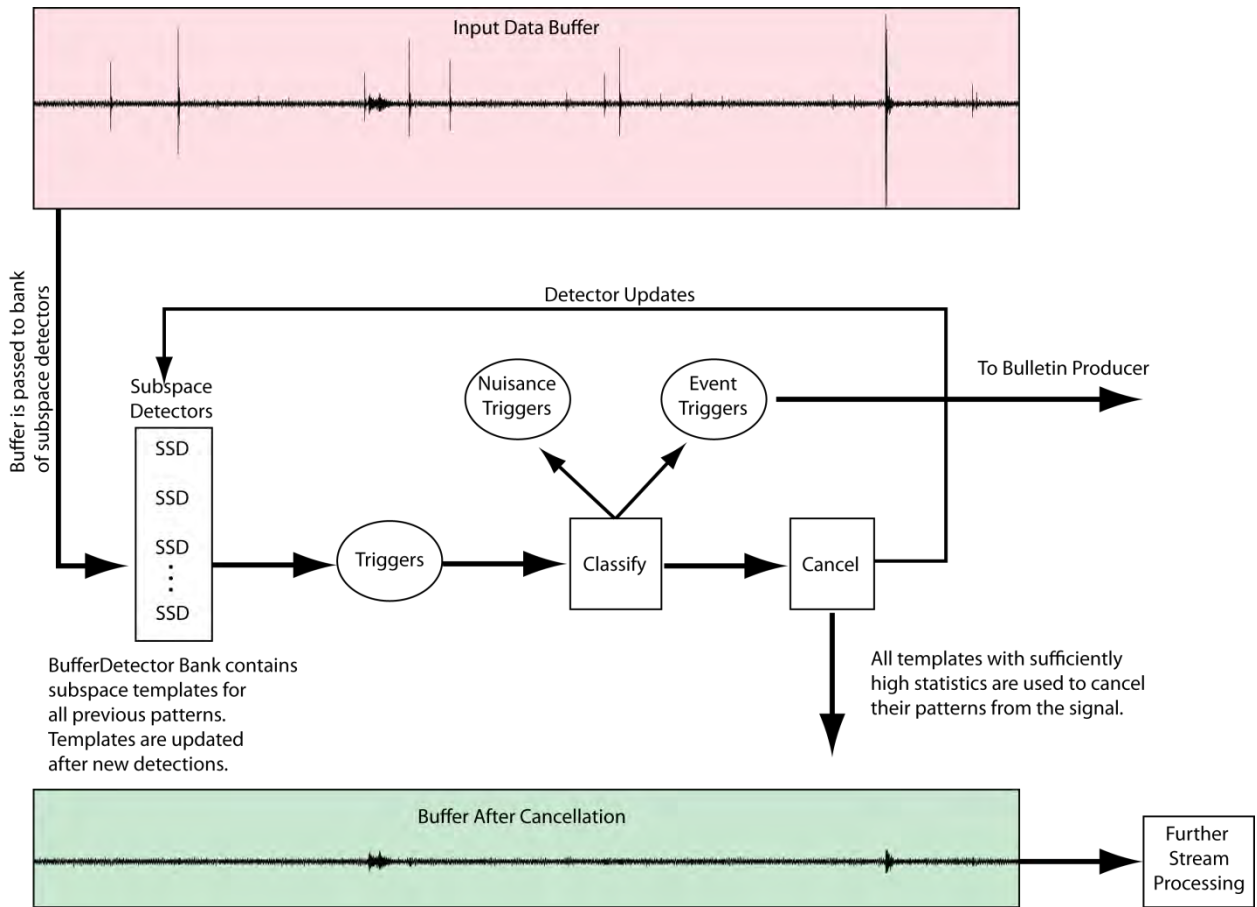 Input Data Buffer
Buffer is passed to bank
of subspace detectors
Detector Updates
Subspace
Detectors
SSD
SSD
SSD
SSD
Triggers
Nuisance
Triggers
Event
Triggers
To Bulletin Producer
Classify
Cancel
BufferDetector Bank contains
subspace templates for
all previous patterns.
Templates are updated
after new detections.
All templates with sufficiently
high statistics are used to cancel
their patterns from the signal.
Buffer After Cancellation
Further
Stream
Processing